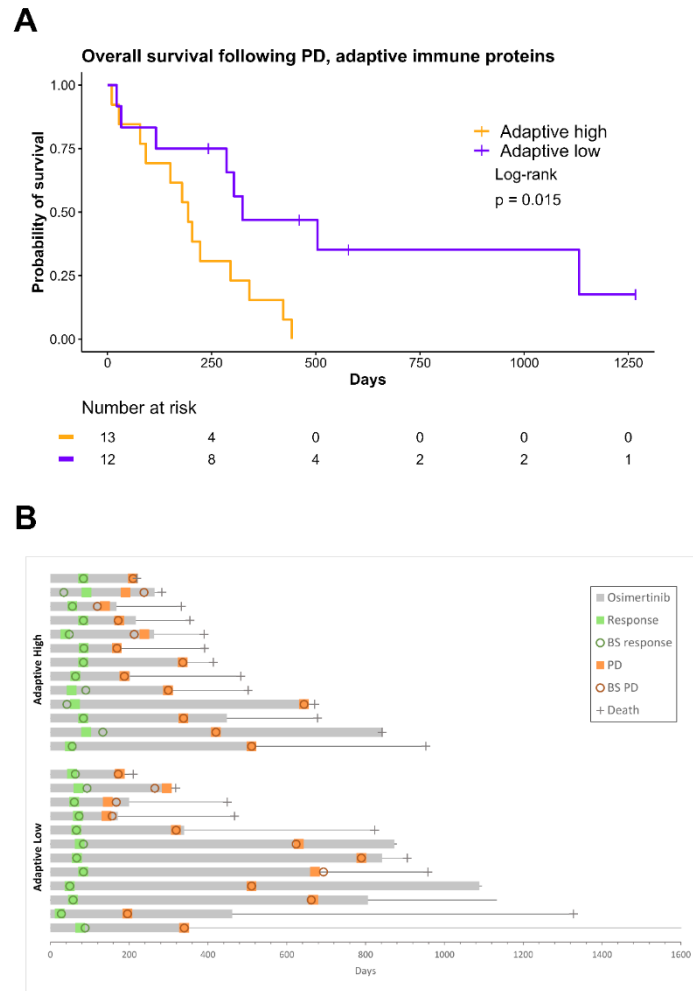 A
Overall survival following PD, adaptive immune proteins
1.00
0.75
0.50
0.25
0.00
Probability of survival
Adaptive high
Adaptive low
Log-rank
p = 0.015
0 250 500 750 1000 1250
Days
Number at risk
13 4 0 0 0 0
12 8 4 2 2 1
B
Adaptive High
Adaptive Low
Osimertinib
Response
BS response
PD
BS PD
Death
0 200 400 600 800 1000 1200 1400 1600
Days